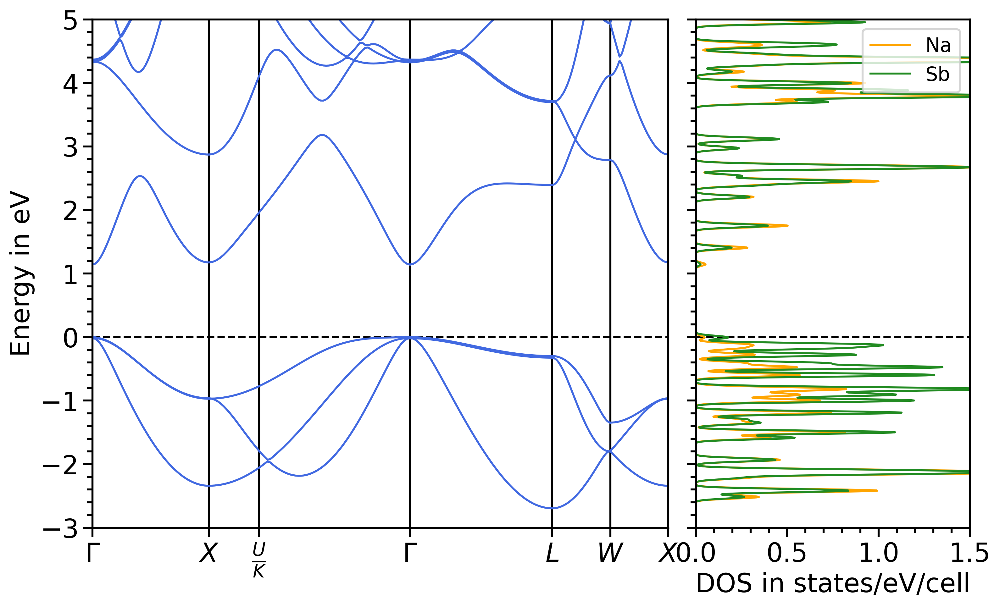 Energy in eV
5
4
3
2
1
0
−1
−2
−3
Γ
X
U
K
Γ
L
W
X
Na
Sb
0.0
0.5
1.0
1.5
DOS in states/eV/cell